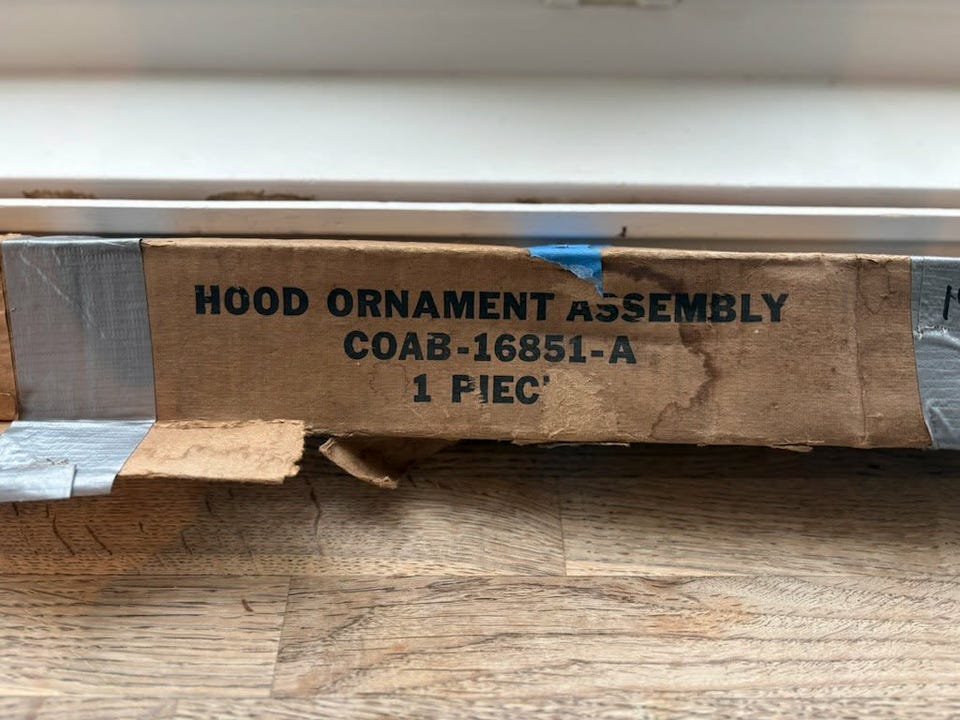 HOOD ORNAMENT ASSEMBLY
COAB-16851-A
1 PIEC